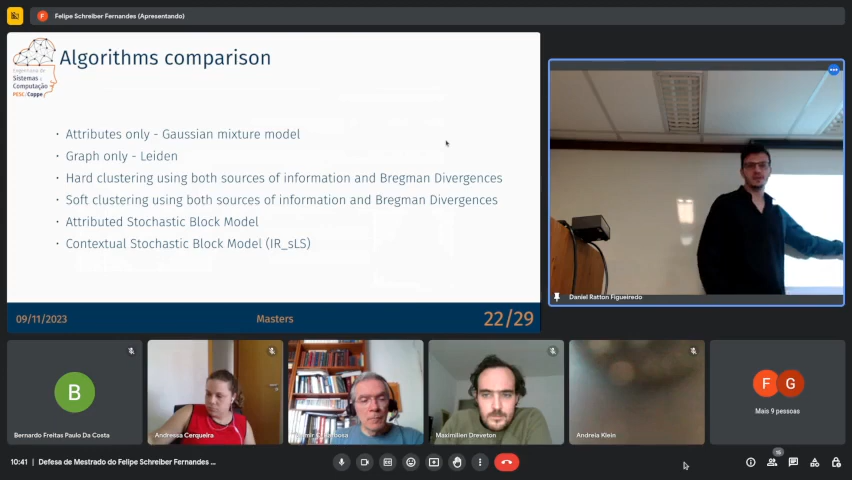 Felipe Schreiber Fernandes (Apresentando)
Engenharia de
Sistemas e
Computação
PESC/Coppe
Algorithms comparison
• Attributes only - Gaussian mixture model
• Graph only - Leiden
• Hard clustering using both sources of information and Bregman Divergences
• Soft clustering using both sources of information and Bregman Divergences
• Attributed Stochastic Block Model
• Contextual Stochastic Block Model (IR_sLS)
09/11/2023
Masters
22/29
Daniel Ratton Figueiredo
B
Bernardo Freitas Paulo Da Costa
Andressa Cerqueira
Maximilien Dreveton
Andreia Klein
F
G
Mais 9 pessoas
10:41 | Defesa de Mestrado do Felipe Schreiber Fernandes ...